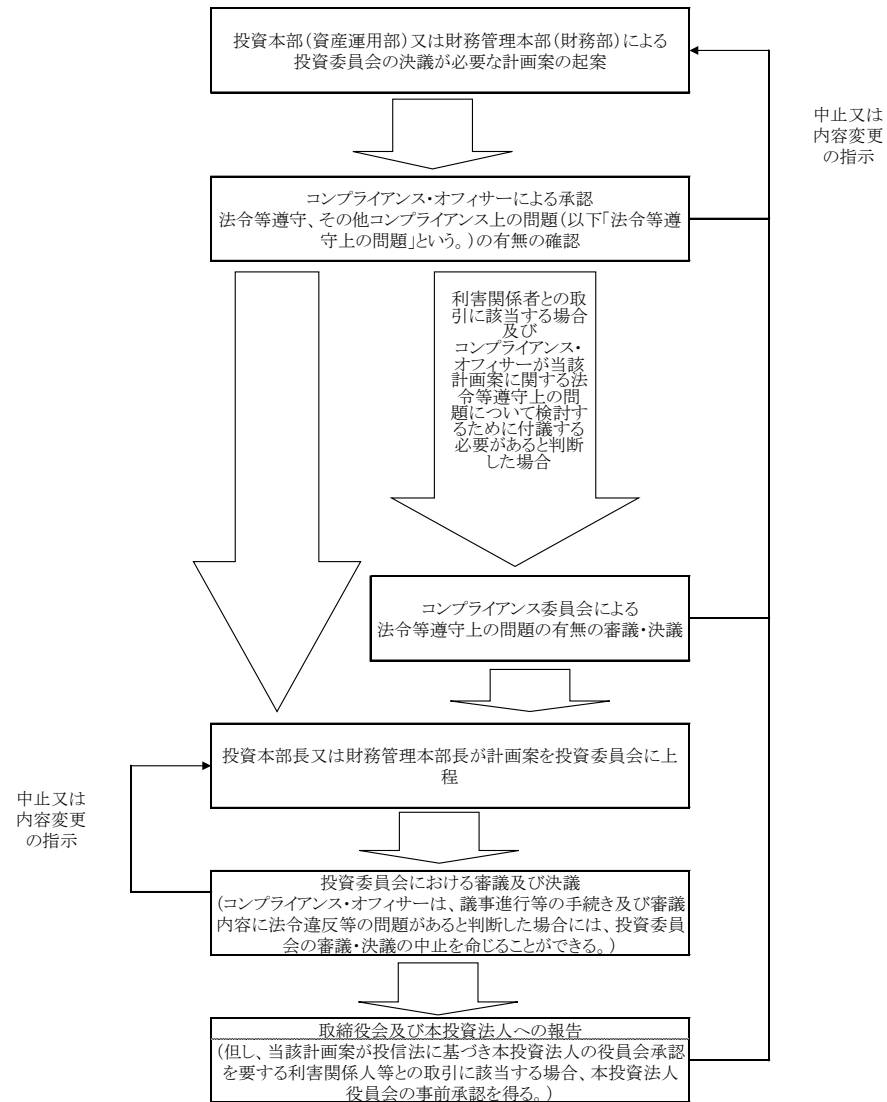 投資本部(資産運用部)又は財務管理本部(財務部)による
投資委員会の決議が必要な計画案の起案
中止又は
内容変更
の指示
コンプライアンス・オフィサーによる承認
法令等遵守、その他コンプライアンス上の問題(以下「法令等遵
守上の問題」という。)の有無の確認
利害関係者との取
引に該当する場合
及び
コンプライアンス・
オフィサーが当該
計画案に関する法
令等遵守上の問
題について検討す
るために付議する
必要があると判断
した場合
コンプライアンス委員会による
法令等遵守上の問題の有無の審議・決議
投資本部長又は財務管理本部長が計画案を投資委員会に上
程
中止又は
内容変更
の指示
投資委員会における審議及び決議
(コンプライアンス・オフィサーは、議事進行等の手続き及び審議
内容に法令違反等の問題があると判断した場合には、投資委員
会の審議・決議の中止を命じることができる。)
取締役会及び本投資法人への報告
(但し、当該計画案が投信法に基づき本投資法人の役員会承認
を要する利害関係人等との取引に該当する場合、本投資法人
役員会の事前承認を得る。)